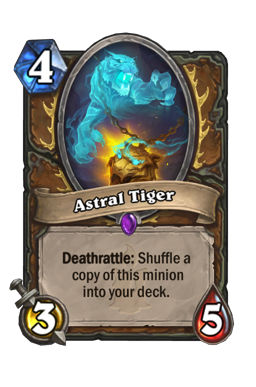 4
Astral Tiger
Deathrattle: Shuffle a
copy of this minion
into your deck.
3
5